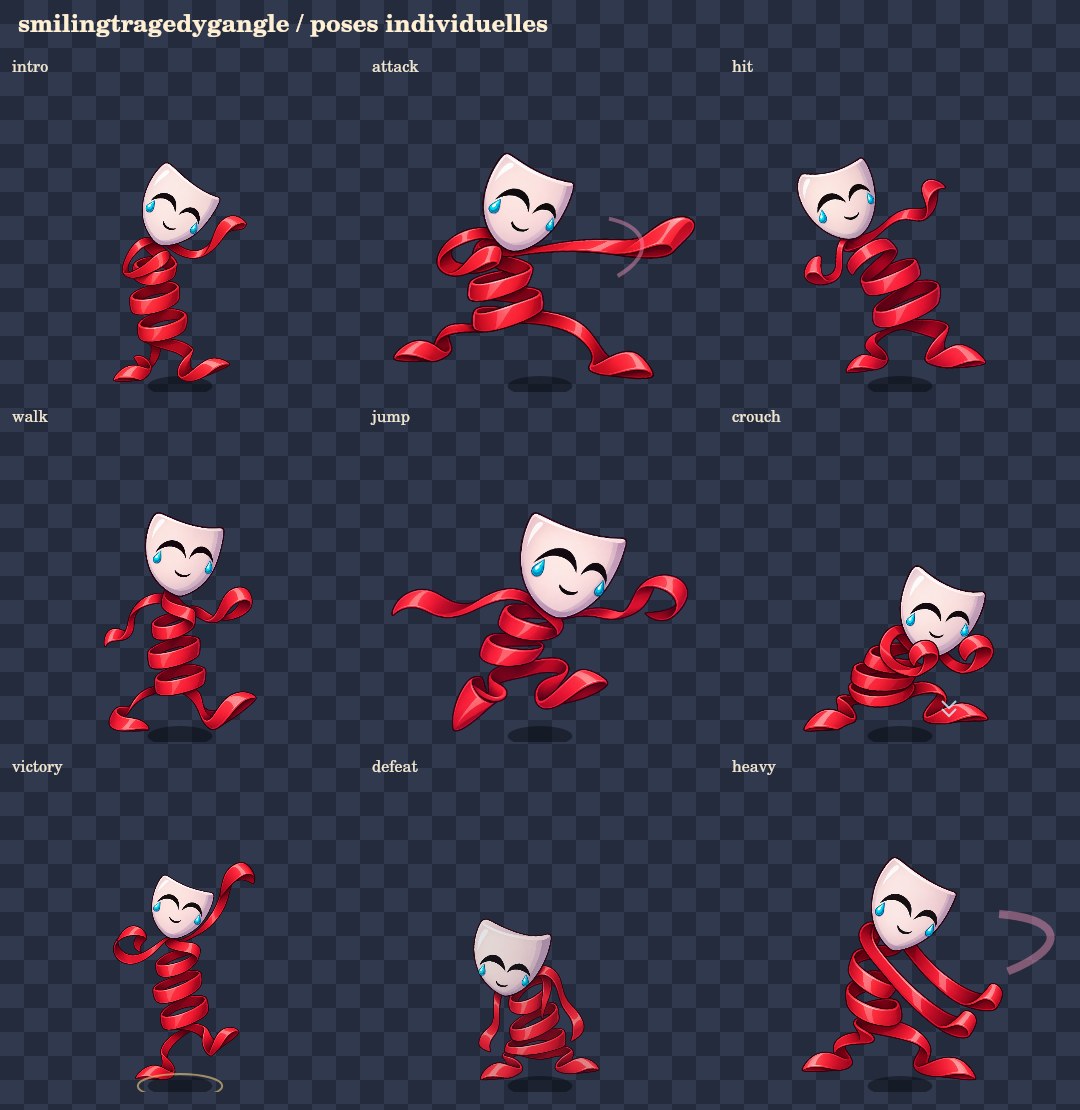 smilingtragedygangle / poses individuelles
intro
attack
hit
walk
jump
crouch
victory
defeat
heavy